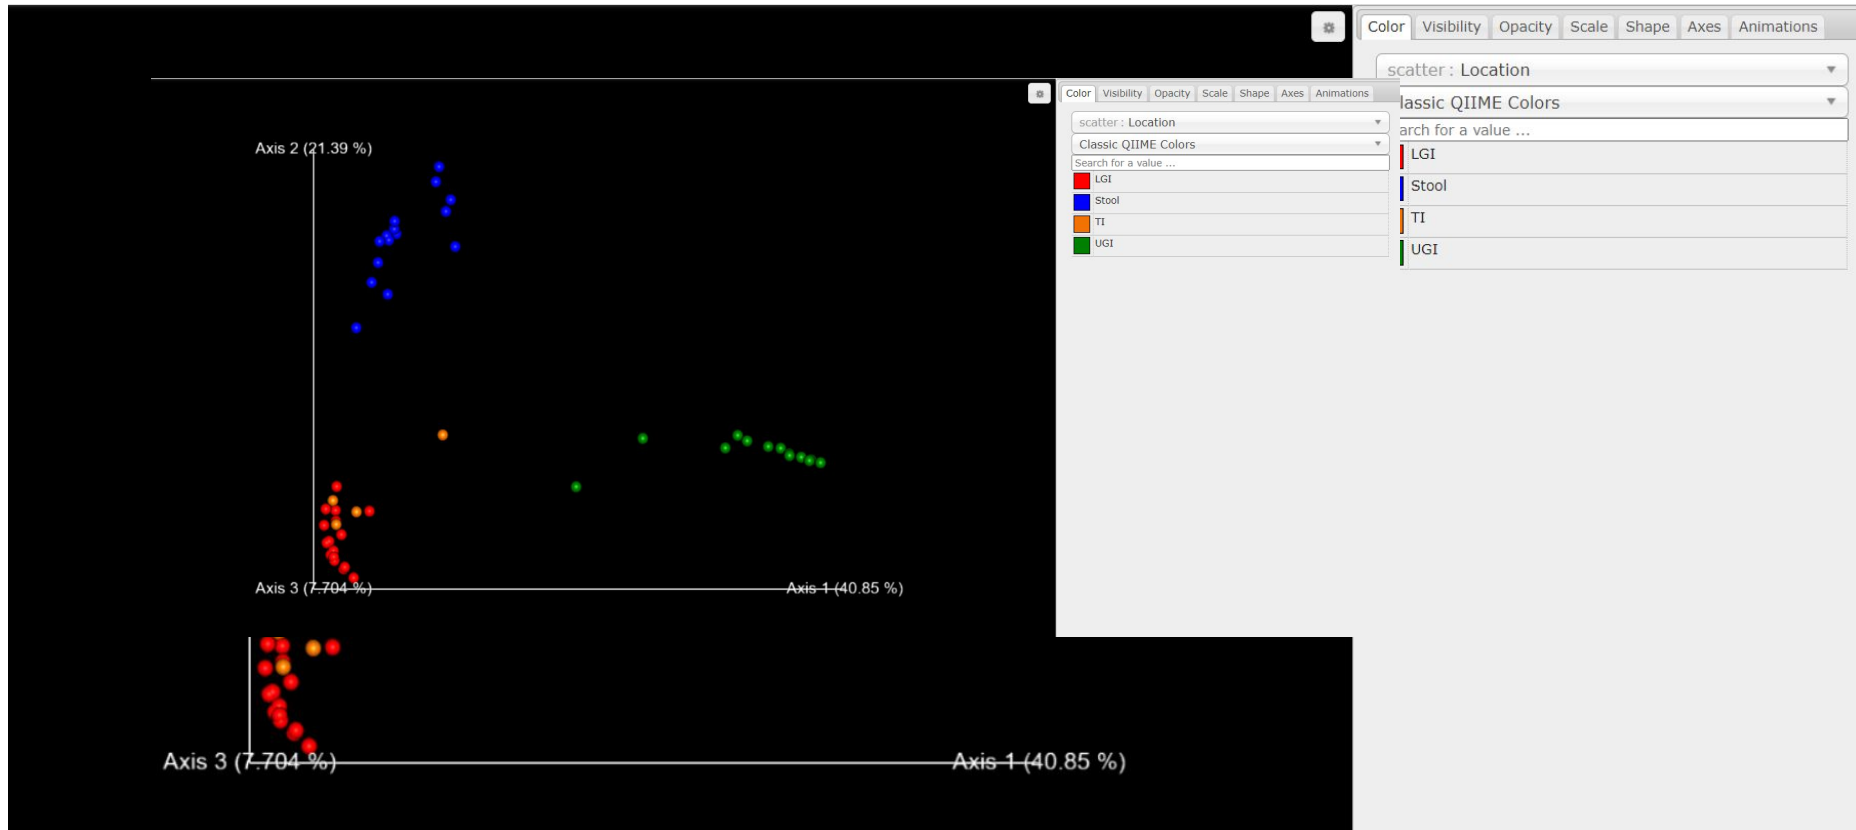 Color Visibility Opacity Scale Shape Axes Animations
scatter : Location
lassic QIIME Colors
arch for a value ...
LGI
Stool
TI
UGI
Color Visibility Opacity Scale Shape Axes Animations
scatter : Location
Classic QIIME Colors
Search for a value ...
LGI
Stool
TI
UGI
Axis 2 (21.39 %)
Axis 3 (7.704 %)
Axis 1 (40.85 %)
Axis 3 (7.704 %)
Axis 1 (40.85 %)